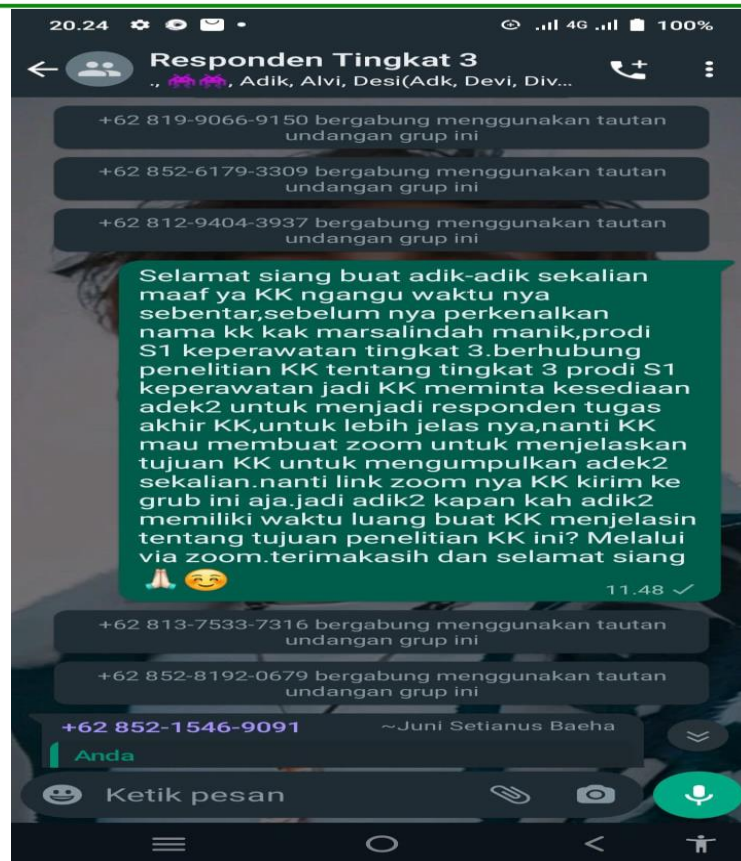 20.24
4G 100%
Responden Tingkat 3
., Adik, Alvi, Desi(Adk, Devi, Div...
+62 819-9066-9150 bergabung menggunakan tautan
undangan grup ini
+62 852-6179-3309 bergabung menggunakan tautan
undangan grup ini
+62 812-9404-3937 bergabung menggunakan tautan
undangan grup ini
Selamat siang buat adik-adik sekalian
maaf ya KK ngangu waktu nya
sebentar,sebelum nya perkenalkan
nama kk kak marsalindah manik,prodi
S1 keperawatan tingkat 3.berhubung
penelitian KK tentang tingkat 3 prodi S1
keperawatan jadi KK meminta kesediaan
adek2 untuk menjadi responden tugas
akhir KK,untuk lebih jelas nya,nanti KK
mau membuat zoom untuk menjelaskan
tujuan KK untuk mengumpulkan adek2
sekalian.nanti link zoom nya KK kirim ke
grub ini aja.jadi adik2 kapan kah adik2
memiliki waktu luang buat KK menjelasin
tentang tujuan penelitian KK ini? Melalui
via zoom.terimakasih dan selamat siang
🙏🏻☺️
11.48
+62 813-7533-7316 bergabung menggunakan tautan
undangan grup ini
+62 852-8192-0679 bergabung menggunakan tautan
undangan grup ini
+62 852-1546-9091 ~Juni Setianus Baeha
Anda
Ketik pesan